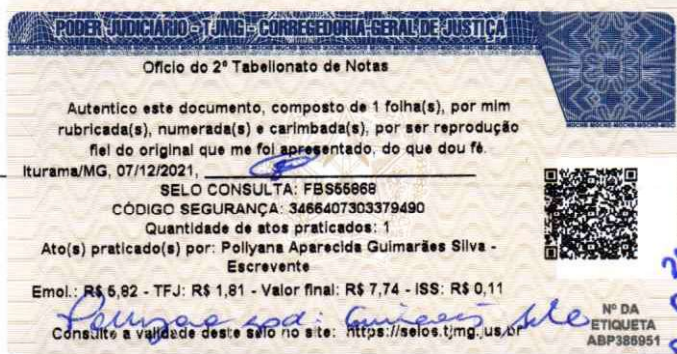 PODER JUDICIÁRIO - TJMG - CORREGEDORIA-GERAL DE JUSTIÇA
Ofício do 2º Tabelionato de Notas
Autentico este documento, composto de 1 folha(s), por mim
rubricada(s), numerada(s) e carimbada(s), por ser reprodução
fiel do original que me foi apresentado, do que dou fé.
Iturama/MG, 07/12/2021,
SELO CONSULTA: FBS55868
CÓDIGO SEGURANÇA: 3466407303379490
Quantidade de atos praticados: 1
Ato(s) praticado(s) por: Pollyana Aparecida Guimarães Silva -
Escrevente
Emol.: R$ 5,82 - TFJ: R$ 1,81 - Valor final: R$ 7,74 - ISS: R$ 0,11
Consulte a validade deste selo no site: https://selos.tjmg.jus.br
Nº DA
ETIQUETA
ABP386951